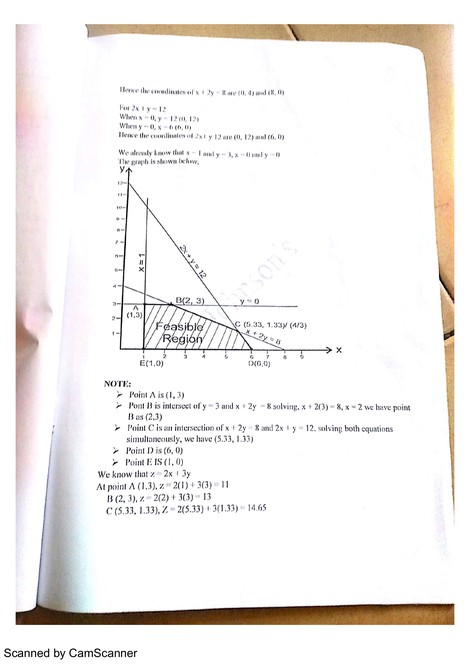 Hence the coordinates of x + 2y = 8 are (0, 4) and (8, 0)
For 2x + y = 12
When x = 0, y = 12 (0, 12)
When y = 0, x = 6 (6, 0)
Hence the coordinates of 2x + y 12 are (0, 12) and (6, 0)
We already know that x = 1 and y = 3, x = 0 and y = 0
The graph is shown below,
y
12
11
10
9
8
7
6
5
4
3
2
1
x = 1
2x + y = 12
B(2, 3)
y = 0
A
(1,3)
C (5.33, 1.33)/ (4/3)
Feasible
Region
x + 2y = 8
x
1 2 3 4 5 6 7 8 9
E(1,0)
D(6,0)
NOTE:
➢ Point A is (1, 3)
➢ Pont B is intersect of y = 3 and x + 2y = 8 solving, x + 2(3) = 8, x = 2 we have point
B as (2,3)
➢ Point C is an intersection of x + 2y = 8 and 2x + y = 12, solving both equations
simultaneously, we have (5.33, 1.33)
➢ Point D is (6, 0)
➢ Point E IS (1, 0)
We know that z = 2x + 3y
At point A (1,3), z = 2(1) + 3(3) = 11
B (2, 3), z = 2(2) + 3(3) = 13
C (5.33, 1.33), Z = 2(5.33) + 3(1.33) = 14.65
Scanned by CamScanner